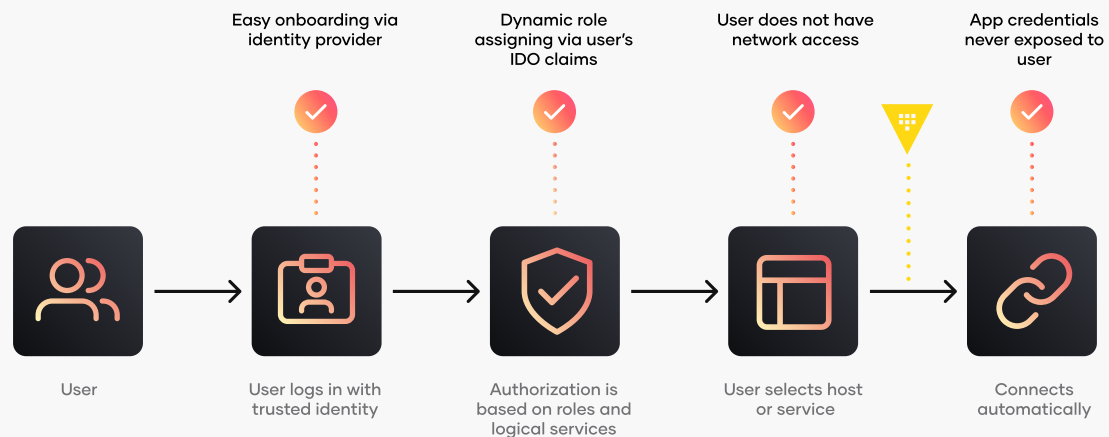 Easy onboarding via
identity provider
Dynamic role
assigning via user's
IDO claims
User does not have
network access
App credentials
never exposed to
user
User
User logs in with
trusted identity
Authorization is
based on roles and
logical services
User selects host
or service
Connects
automatically